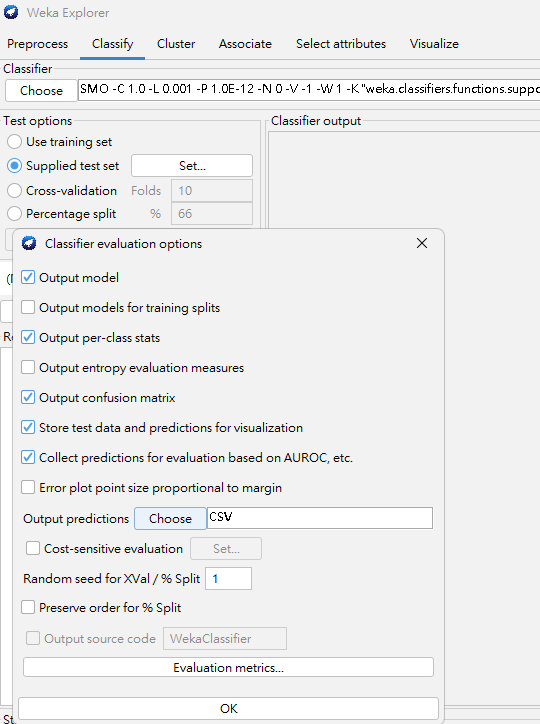 Weka Explorer
Preprocess Classify Cluster Associate Select attributes Visualize
Classifier
Choose SMO -C 1.0 -L 0.001 -P 1.0E-12 -N 0 -V -1 -W 1 -K "weka.classifiers.functions.suppo
Test options
Classifier output
Use training set
Supplied test set Set...
Cross-validation Folds 10
Percentage split % 66
Classifier evaluation options
Output model
Output models for training splits
Output per-class stats
Output entropy evaluation measures
Output confusion matrix
Store test data and predictions for visualization
Collect predictions for evaluation based on AUROC, etc.
Error plot point size proportional to margin
Output predictions Choose CSV
Cost-sensitive evaluation Set...
Random seed for XVal / % Split 1
Preserve order for % Split
Output source code WekaClassifier
Evaluation metrics...
OK